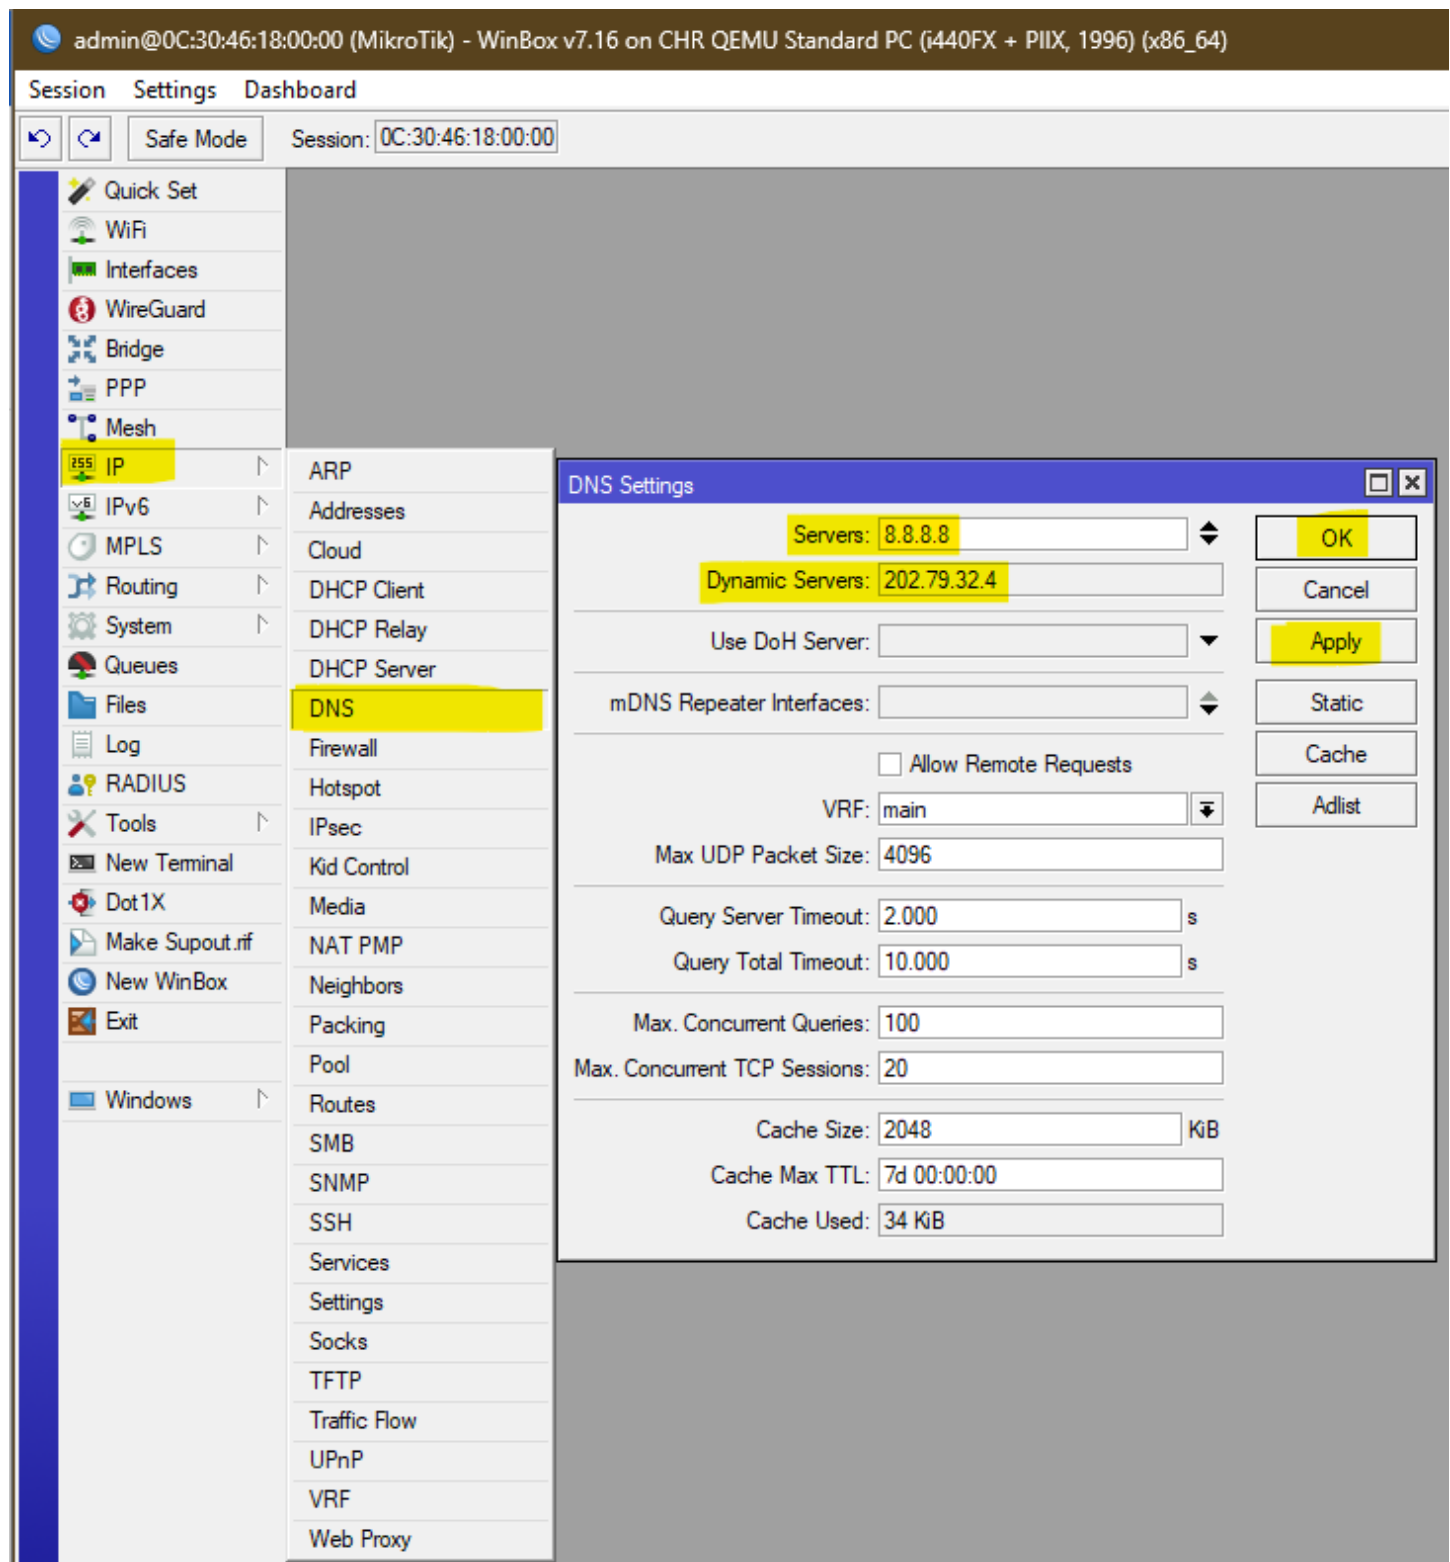 admin@0C:30:46:18:00:00 (MikroTik) - WinBox v7.16 on CHR QEMU Standard PC (i440FX + PIIX, 1996) (x86_64)
Session Settings Dashboard
Safe Mode Session: 0C:30:46:18:00:00
Quick Set
WiFi
Interfaces
WireGuard
Bridge
PPP
Mesh
255 IP
v6 IPv6
MPLS
Routing
System
Queues
Files
Log
RADIUS
Tools
New Terminal
Dot1X
Make Supout.rif
New WinBox
Exit
Windows
ARP
Addresses
Cloud
DHCP Client
DHCP Relay
DHCP Server
DNS
Firewall
Hotspot
IPsec
Kid Control
Media
NAT PMP
Neighbors
Packing
Pool
Routes
SMB
SNMP
SSH
Services
Settings
Socks
TFTP
Traffic Flow
UPnP
VRF
Web Proxy
DNS Settings
Servers: 8.8.8.8
Dynamic Servers: 202.79.32.4
Use DoH Server:
mDNS Repeater Interfaces:
Allow Remote Requests
VRF: main
Max UDP Packet Size: 4096
Query Server Timeout: 2.000 s
Query Total Timeout: 10.000 s
Max. Concurrent Queries: 100
Max. Concurrent TCP Sessions: 20
Cache Size: 2048 KiB
Cache Max TTL: 7d 00:00:00
Cache Used: 34 KiB
OK
Cancel
Apply
Static
Cache
Adlist